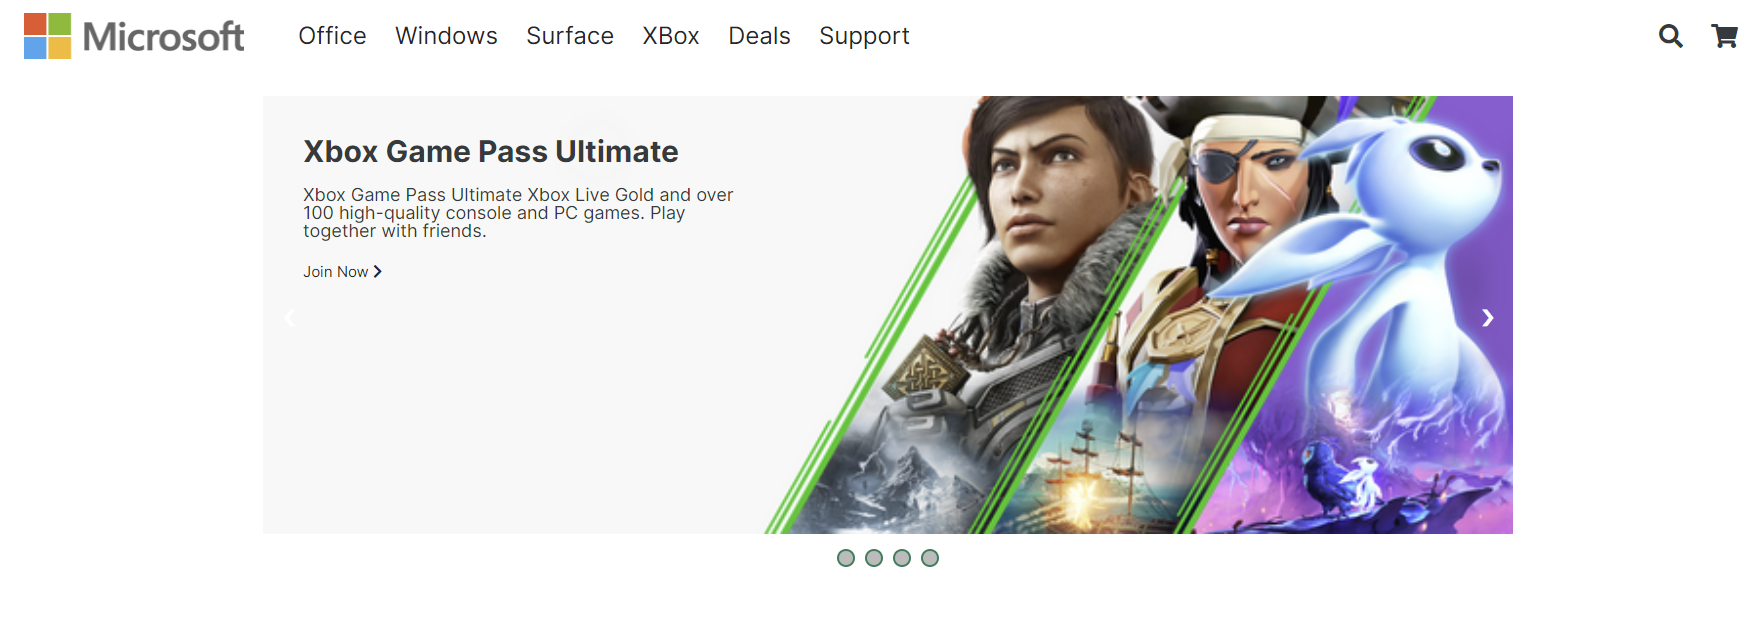 Microsoft Office Windows Surface XBox Deals Support
Xbox Game Pass Ultimate
Xbox Game Pass Ultimate Xbox Live Gold and over
100 high-quality console and PC games. Play
together with friends.
Join Now